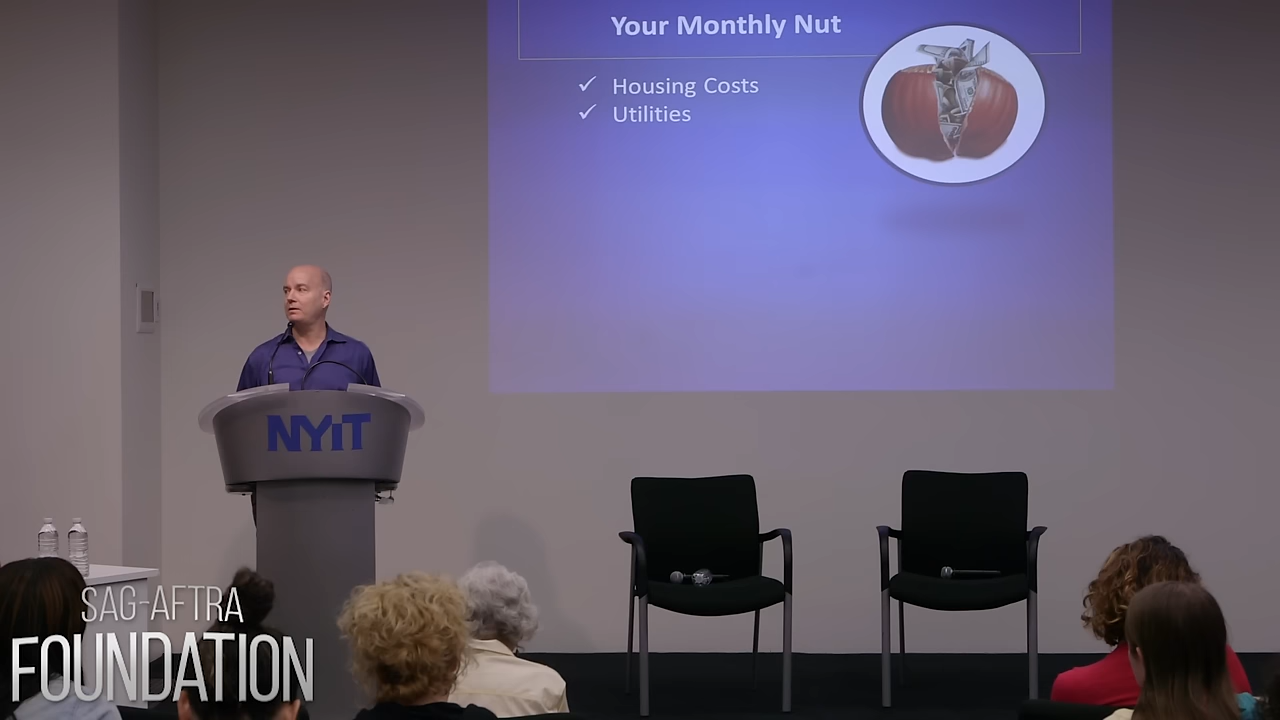 Your Monthly Nut
✓ Housing Costs
✓ Utilities
NYiT
SAG-AFTRA
FOUNDATION